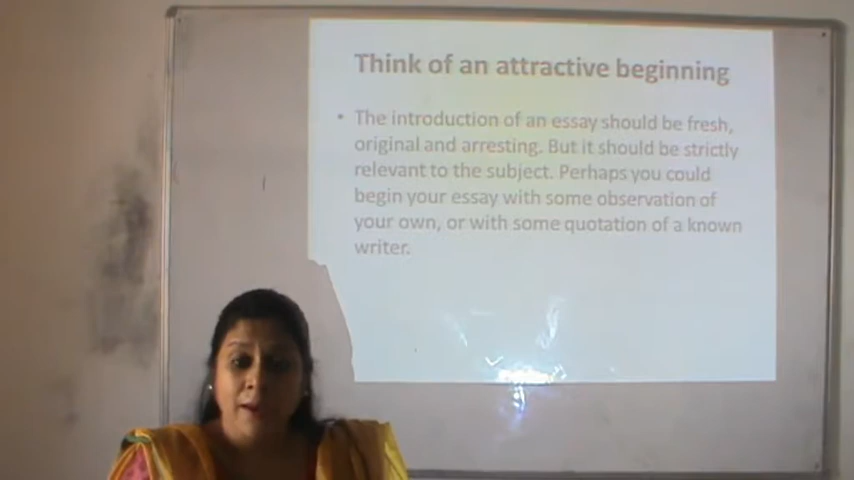 Think of an attractive beginning
• The introduction of an essay should be fresh,
original and arresting. But it should be strictly
relevant to the subject. Perhaps you could
begin your essay with some observation of
your own, or with some quotation of a known
writer.